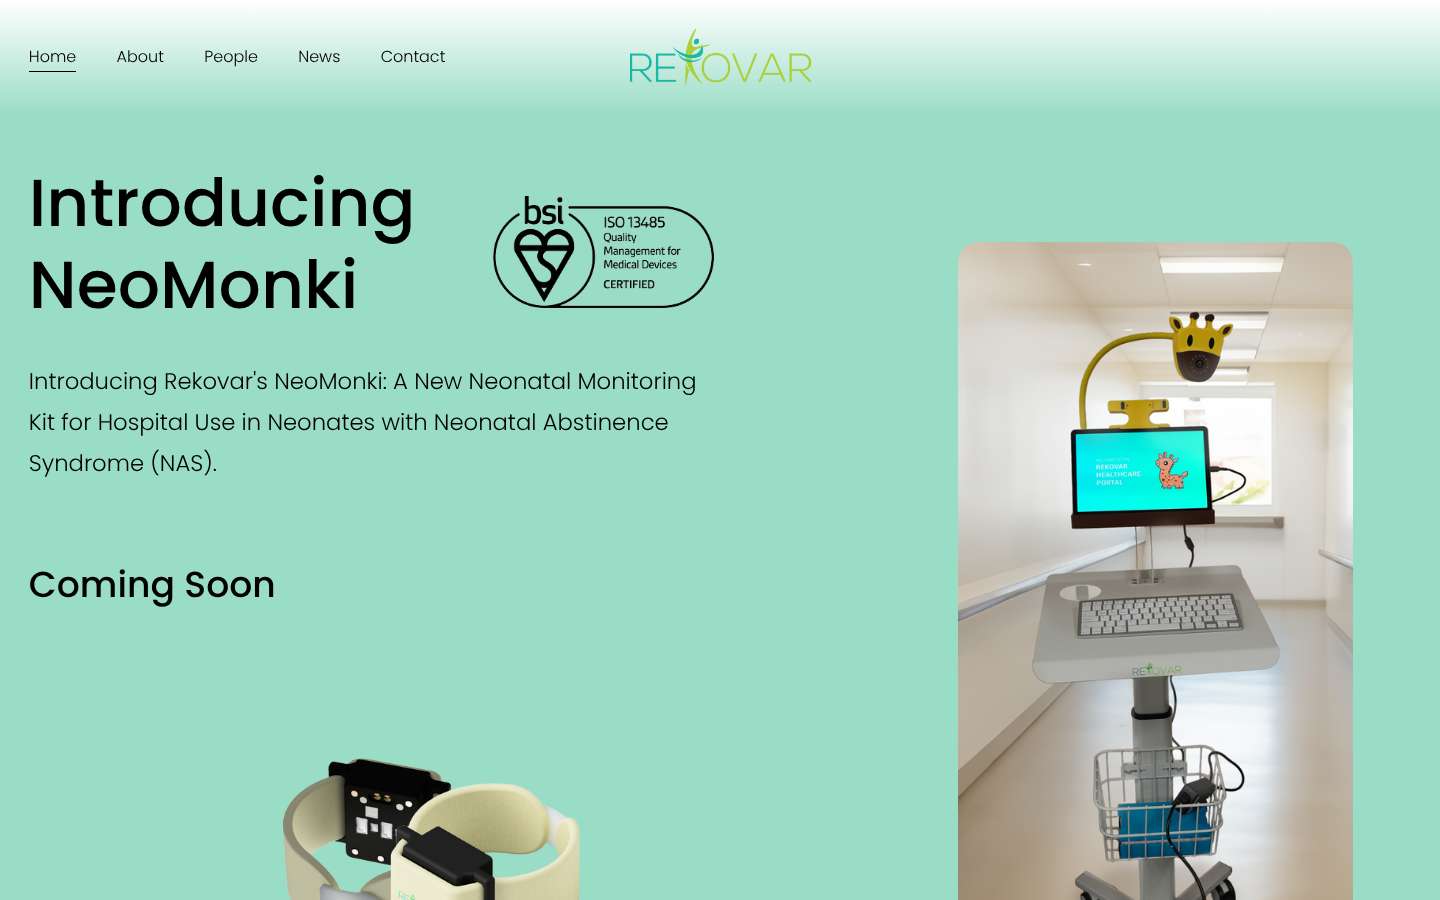 Home About People News Contact
REKOVAR
Introducing
NeoMonki
bsi
ISO 13485
Quality
Management for
Medical Devices
CERTIFIED
Introducing Rekovar's NeoMonki: A New Neonatal Monitoring
Kit for Hospital Use in Neonates with Neonatal Abstinence
Syndrome (NAS).
Coming Soon
REKOVAR
HEALTHCARE
PORTAL
REKOVAR